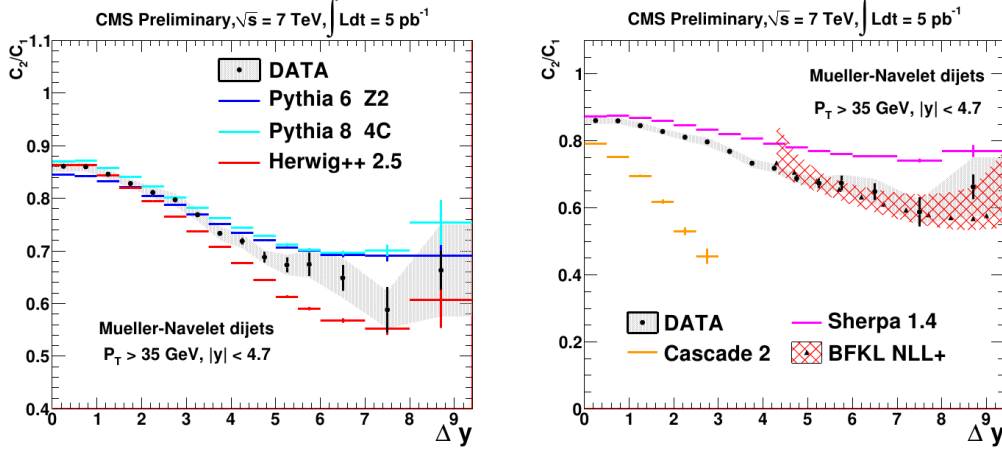 CMS Preliminary, √s = 7 TeV, ∫ Ldt = 5 pb⁻¹
C₂/C₁
1.1
1
0.9
0.8
0.7
0.6
0.5
0.4
DATA
Pythia 6 Z2
Pythia 8 4C
Herwig++ 2.5
Mueller-Navelet dijets
P_T > 35 GeV, |y| < 4.7
0 1 2 3 4 5 6 7 8 9
Δ y
CMS Preliminary, √s = 7 TeV, ∫ Ldt = 5 pb⁻¹
C₂/C₁
1
0.8
0.6
0.4
0.2
0
Mueller-Navelet dijets
P_T > 35 GeV, |y| < 4.7
DATA
Sherpa 1.4
Cascade 2
BFKL NLL+
0 1 2 3 4 5 6 7 8 9
Δ y